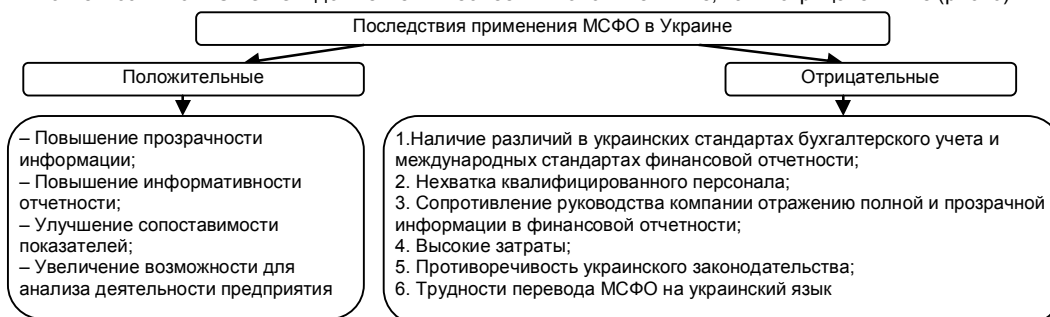 Последствия применения МСФО в Украине
Положительные
Отрицательные
– Повышение прозрачности
информации;
– Повышение информативности
отчетности;
– Улучшение сопоставимости
показателей;
– Увеличение возможности для
анализа деятельности предприятия
1.Наличие различий в украинских стандартах бухгалтерского учета и
международных стандартах финансовой отчетности;
2. Нехватка квалифицированного персонала;
3. Сопротивление руководства компании отражению полной и прозрачной
информации в финансовой отчетности;
4. Высокие затраты;
5. Противоречивость украинского законодательства;
6. Трудности перевода МСФО на украинский язык